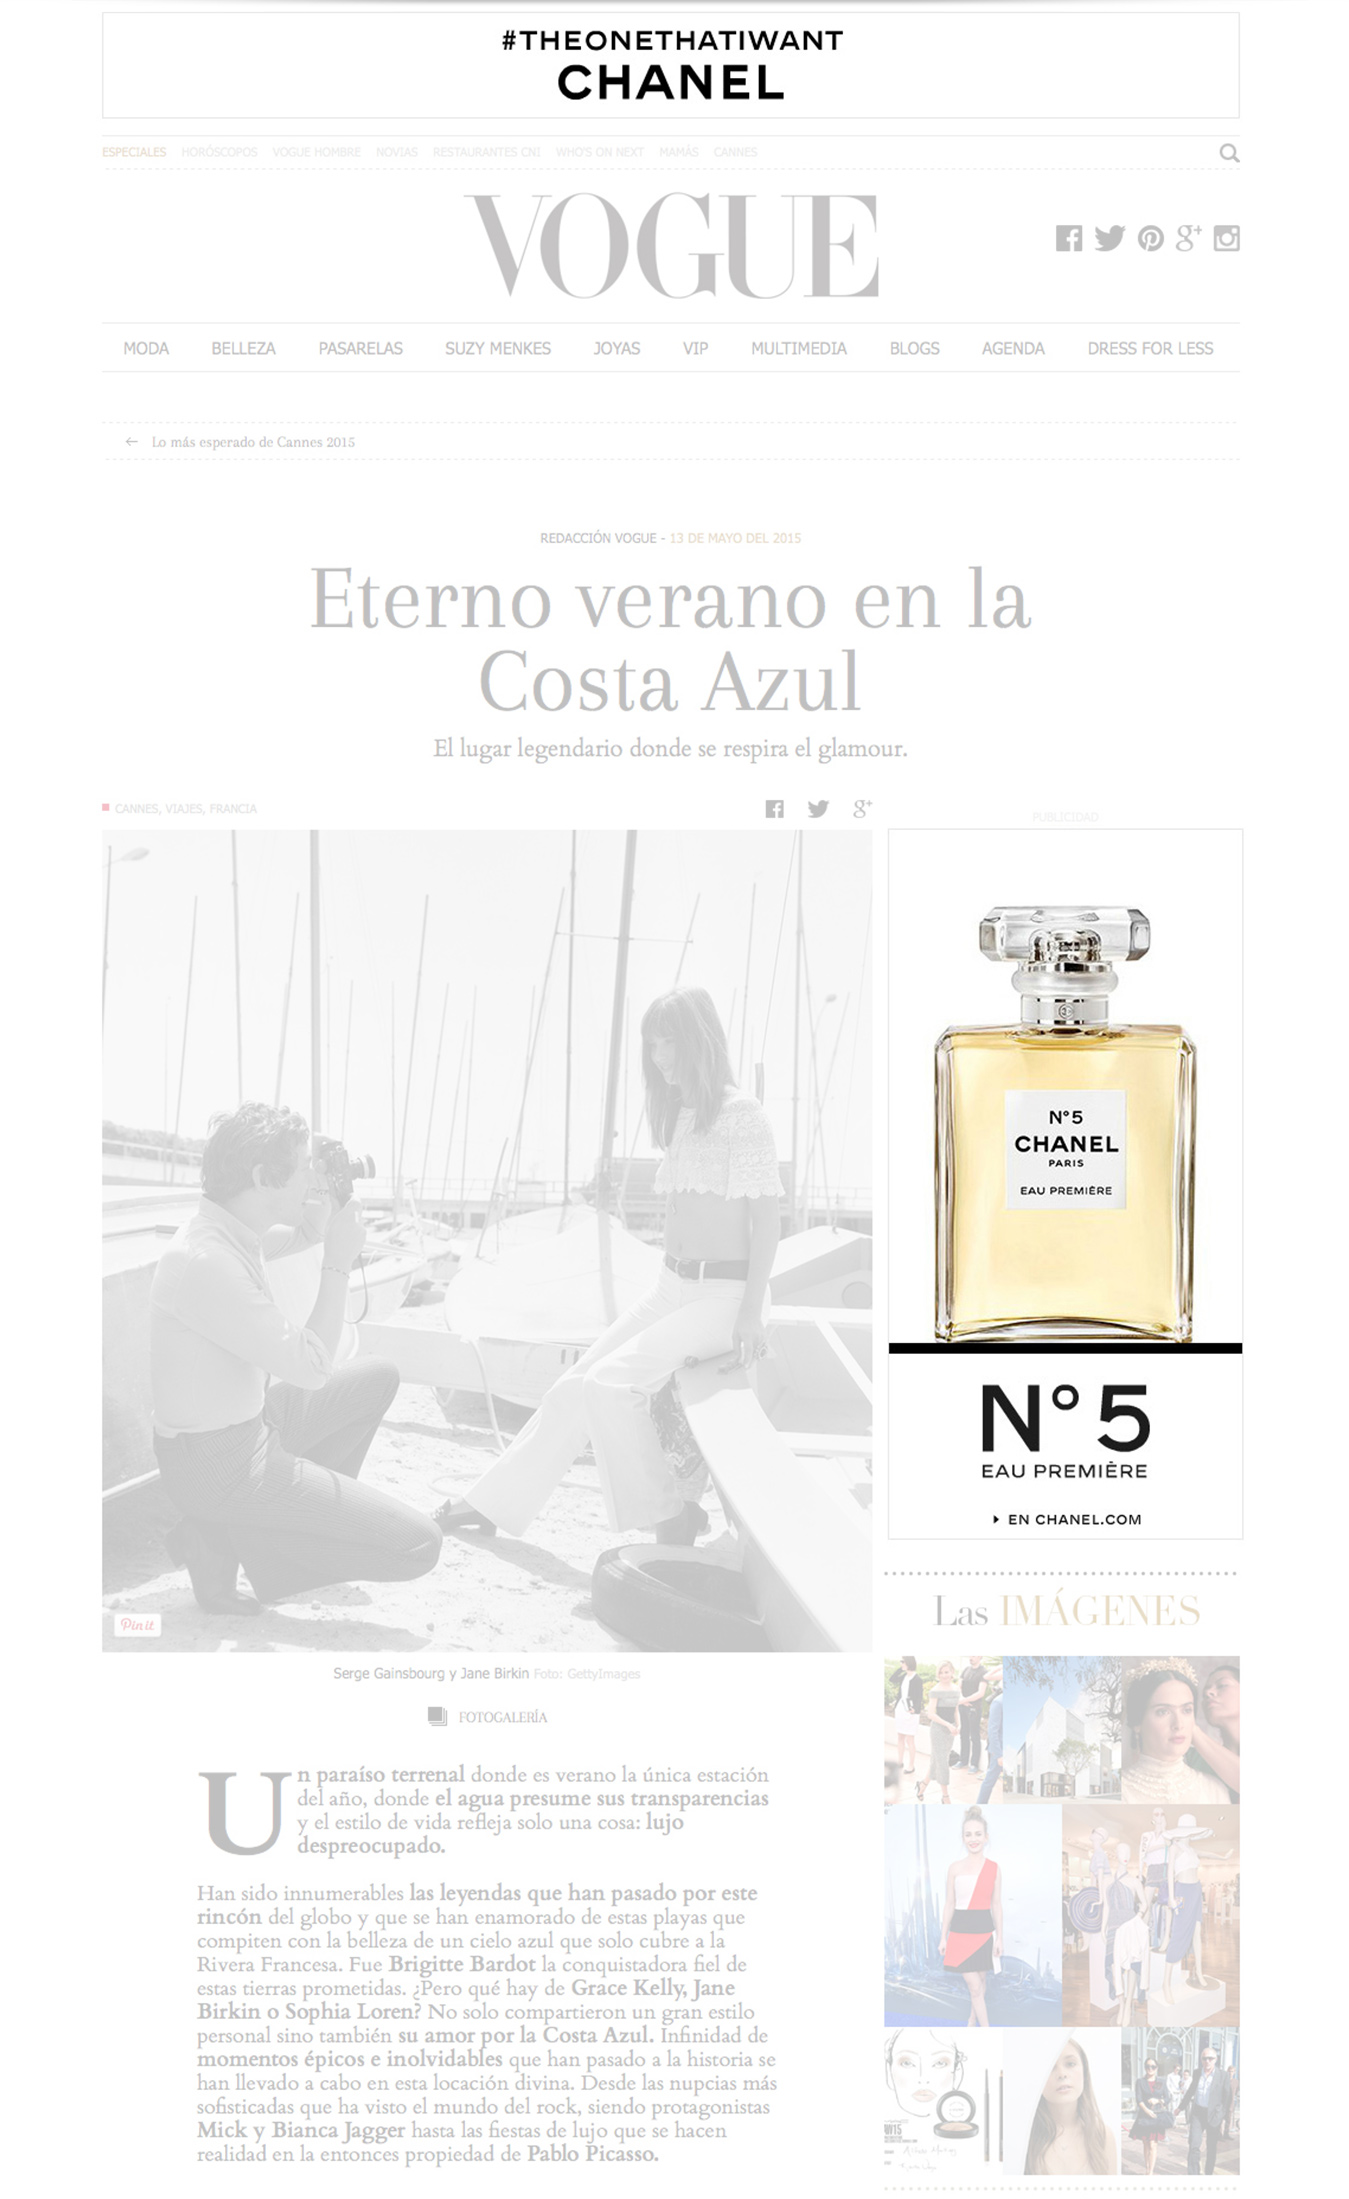 #THEONETHATIWANT
CHANEL
ESPECIALES HORÓSCOPOS VOGUE HOMBRE NOVIAS RESTAURANTES CNI WHO'S ON NEXT MAMÁS CANNES
VOGUE
MODA BELLEZA PASARELAS SUZY MENKES JOYAS VIP MULTIMEDIA BLOGS AGENDA DRESS FOR LESS
← Lo más esperado de Cannes 2015
REDACCIÓN VOGUE - 13 DE MAYO DEL 2015
Eterno verano en la
Costa Azul
El lugar legendario donde se respira el glamour.
CANNES, VIAJES, FRANCIA
PUBLICIDAD
N°5
CHANEL
PARIS
EAU PREMIÈRE
N° 5
EAU PREMIÈRE
EN CHANEL.COM
Pin it
Serge Gainsbourg y Jane Birkin Foto: GettyImages
FOTOGALERÍA
Las IMÁGENES
Un paraíso terrenal donde es verano la única estación
del año, donde el agua presume sus transparencias
y el estilo de vida refleja solo una cosa: lujo
despreocupado.
Han sido innumerables las leyendas que han pasado por este
rincón del globo y que se han enamorado de estas playas que
compiten con la belleza de un cielo azul que solo cubre a la
Rivera Francesa. Fue Brigitte Bardot la conquistadora fiel de
estas tierras prometidas. ¿Pero qué hay de Grace Kelly, Jane
Birkin o Sophia Loren? No solo compartieron un gran estilo
personal sino también su amor por la Costa Azul. Infinidad de
momentos épicos e inolvidables que han pasado a la historia se
han llevado a cabo en esta locación divina. Desde las nupcias más
sofisticadas que ha visto el mundo del rock, siendo protagonistas
Mick y Bianca Jagger hasta las fiestas de lujo que se hacen
realidad en la entonces propiedad de Pablo Picasso.